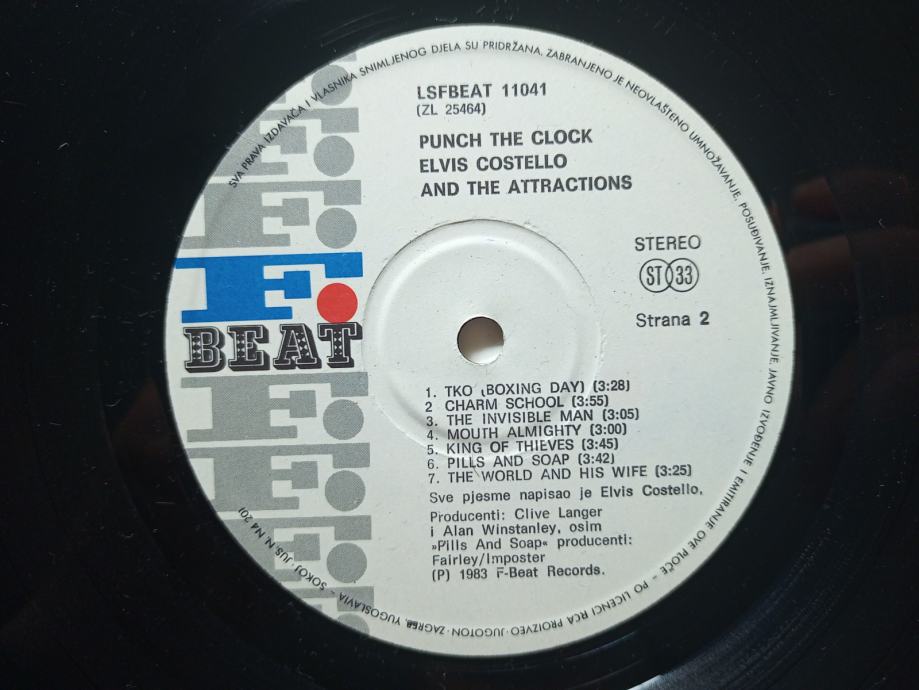 SVA PRAVA IZDAVAČA I VLASNIKA SNIMLJENOG DJELA SU PRIDRŽANA. ZABRANJENO JE NEOVLAŠTENO UMNOŽAVANJE, POSUĐIVANJE, IZNAJMLJIVANJE, JAVNO IZVOĐENJE I EMITIRANJE OVE PLOČE – PO LICENCI RCA PROIZVEO JUGOTON · ZAGREB, YUGOSLAVIA – SOKOJ. JUS. N. N4 201
LSFBEAT 11041
(ZL 25464)
PUNCH THE CLOCK
ELVIS COSTELLO
AND THE ATTRACTIONS
F.
BEAT
STEREO
ST 33
Strana 2
1. TKO (BOXING DAY) (3:28)
2 CHARM SCHOOL (3:55)
3. THE INVISIBLE MAN (3:05)
4. MOUTH ALMIGHTY (3:00)
5. KING OF THIEVES (3:45)
6. PILLS AND SOAP (3:42)
7. THE WORLD AND HIS WIFE (3:25)
Sve pjesme napisao je Elvis Costello.
Producenti: Clive Langer
i Alan Winstanley, osim
»Pills And Soap« producenti:
Fairley/Imposter
(P) 1983 F-Beat Records.